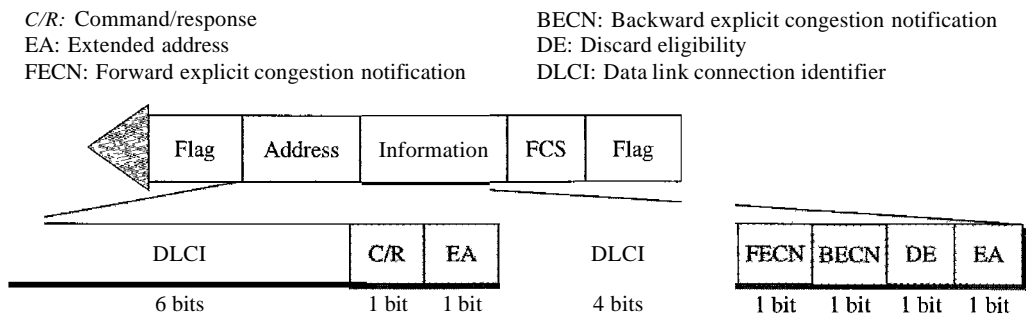 C/R: Command/response
EA: Extended address
FECN: Forward explicit congestion notification
BECN: Backward explicit congestion notification
DE: Discard eligibility
DLCI: Data link connection identifier
Flag Address Information FCS Flag
DLCI C/R EA DLCI FECN BECN DE EA
6 bits 1 bit 1 bit 4 bits 1 bit 1 bit 1 bit 1 bit